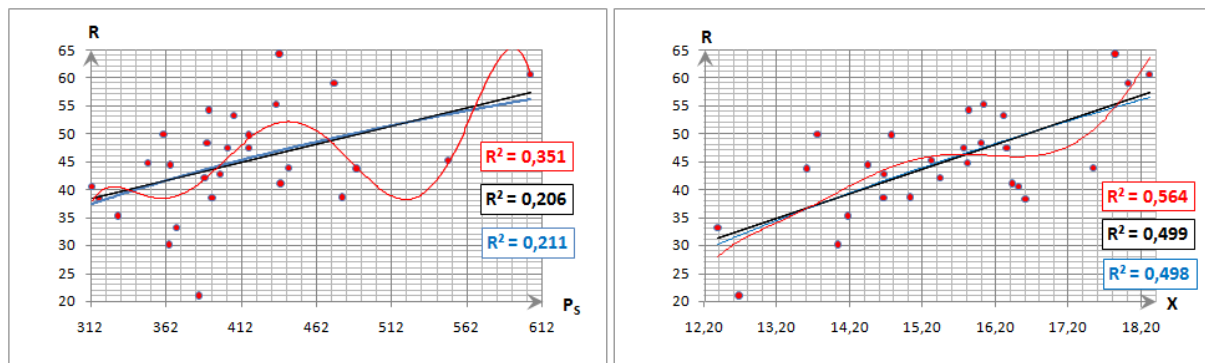 R
65
60
55
50
45
40
35
30
25
20
R² = 0,351
R² = 0,206
R² = 0,211
P_S
312 362 412 462 512 562 612
R
65
60
55
50
45
40
35
30
25
20
R² = 0,564
R² = 0,499
R² = 0,498
X
12,20 13,20 14,20 15,20 16,20 17,20 18,20